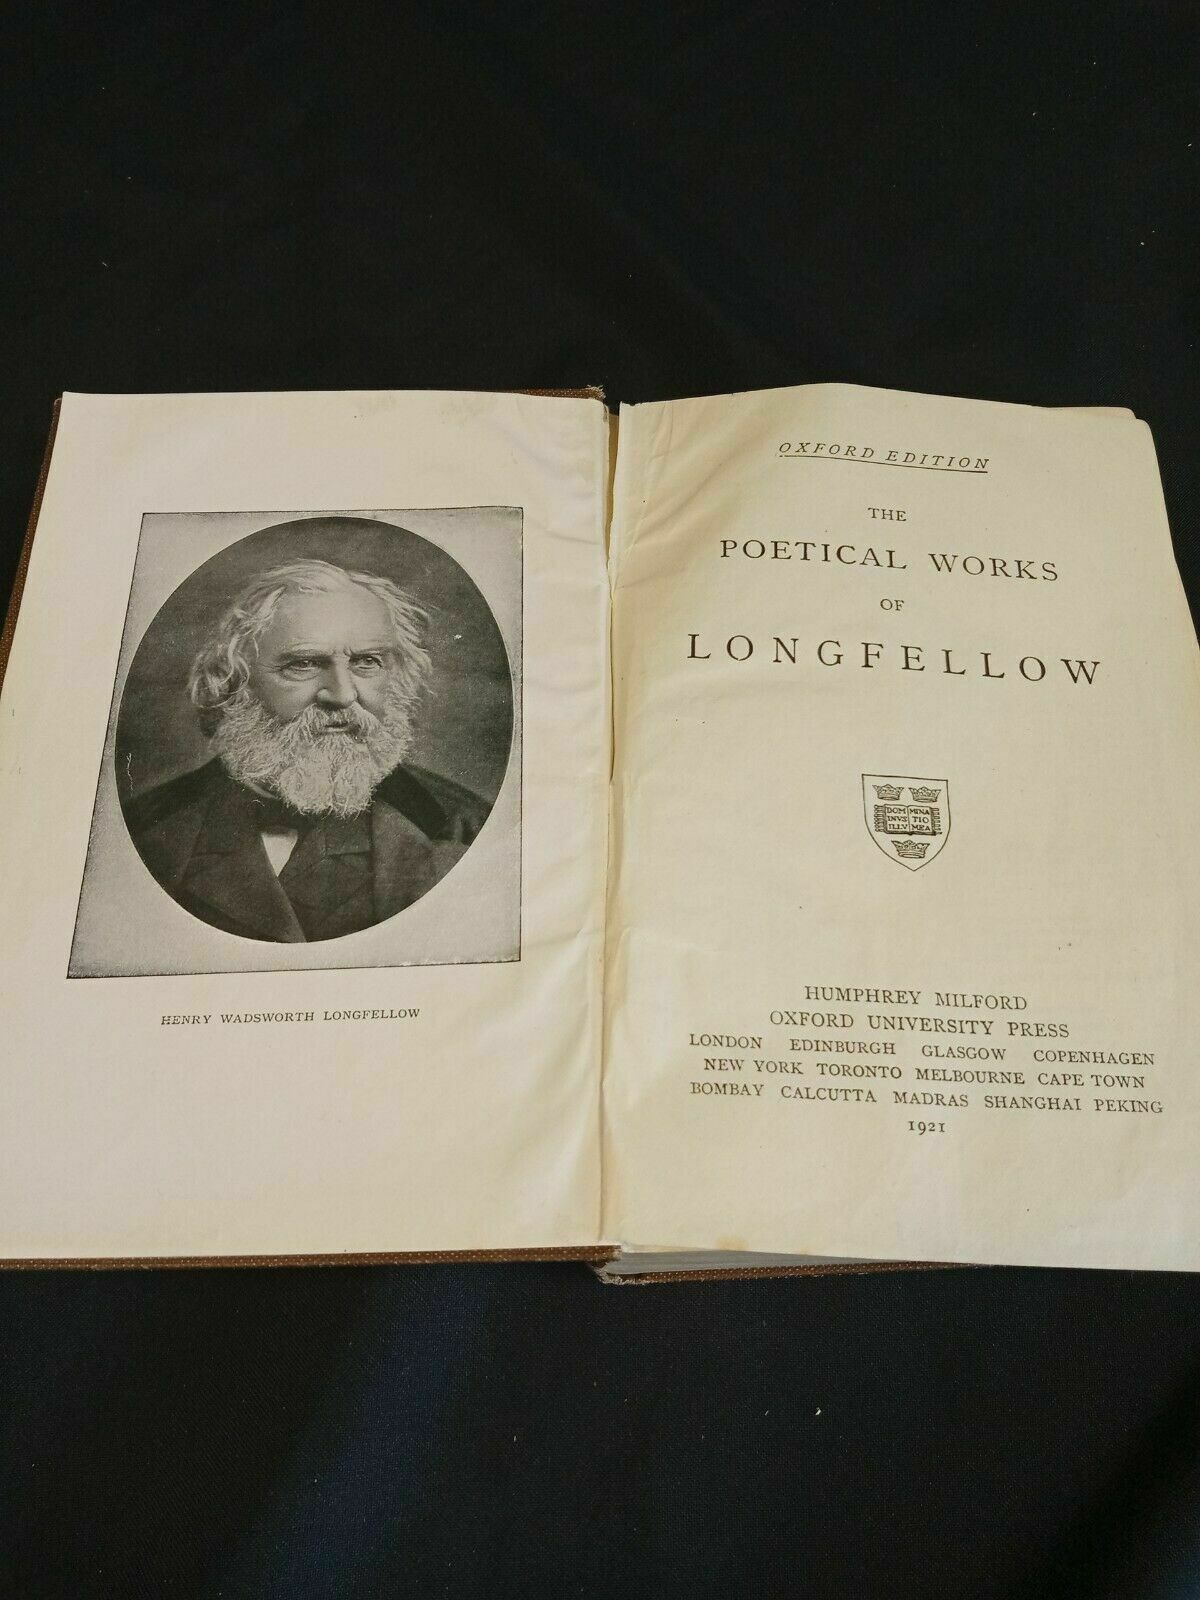 HENRY WADSWORTH LONGFELLOW
OXFORD EDITION
THE
POETICAL WORKS
OF
LONGFELLOW
DOM MINA
INVS TIO
ILLV MEA
HUMPHREY MILFORD
OXFORD UNIVERSITY PRESS
LONDON EDINBURGH GLASGOW COPENHAGEN
NEW YORK TORONTO MELBOURNE CAPE TOWN
BOMBAY CALCUTTA MADRAS SHANGHAI PEKING
1921